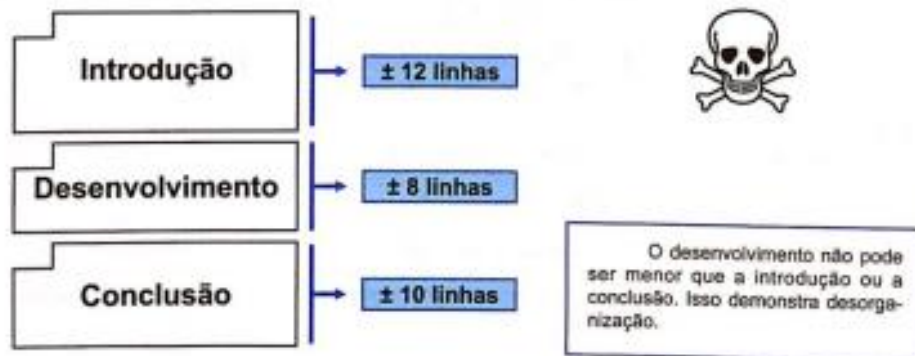 Introdução
± 12 linhas
Desenvolvimento
± 8 linhas
Conclusão
± 10 linhas
O desenvolvimento não pode
ser menor que a introdução ou a
conclusão. Isso demonstra desorga-
nização.